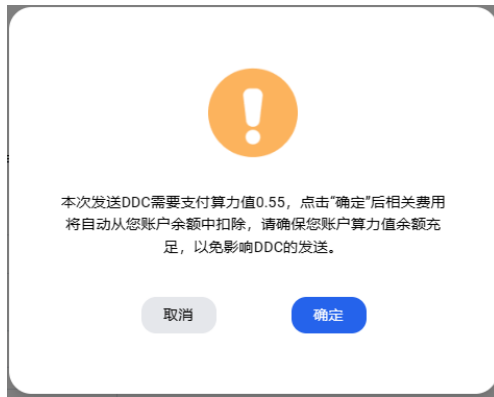 本次发送DDC需要支付算力值0.55，点击“确定”后相关费用
将自动从您账户余额中扣除，请确保您账户算力值余额充
足，以免影响DDC的发送。
取消
确定